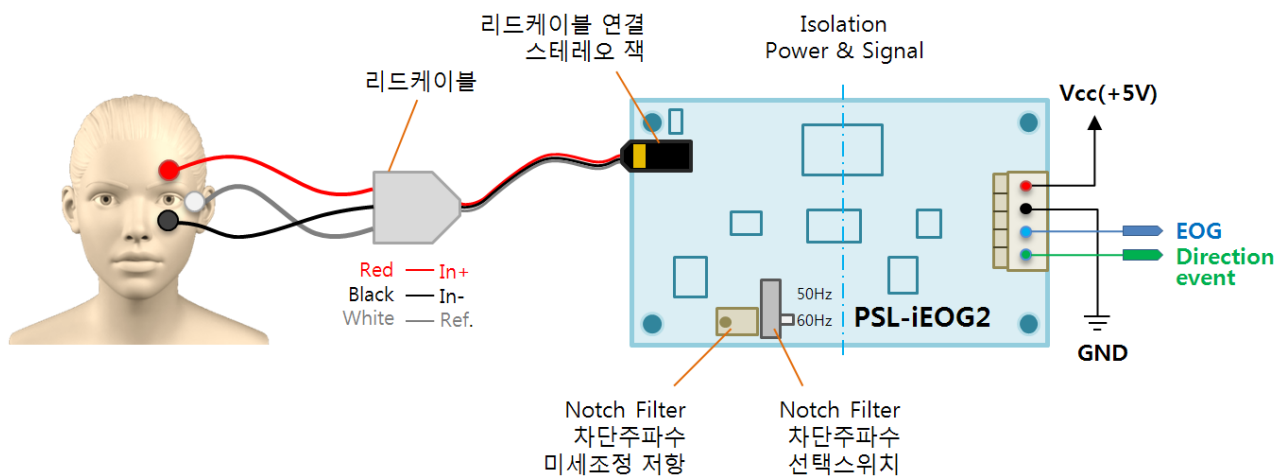 리드케이블 연결
스테레오 잭
Isolation
Power & Signal
리드케이블
Vcc(+5V)
EOG
Direction
event
Red In+
Black In-
White Ref.
50Hz
60Hz
PSL-iEOG2
GND
Notch Filter
차단주파수
미세조정 저항
Notch Filter
차단주파수
선택스위치